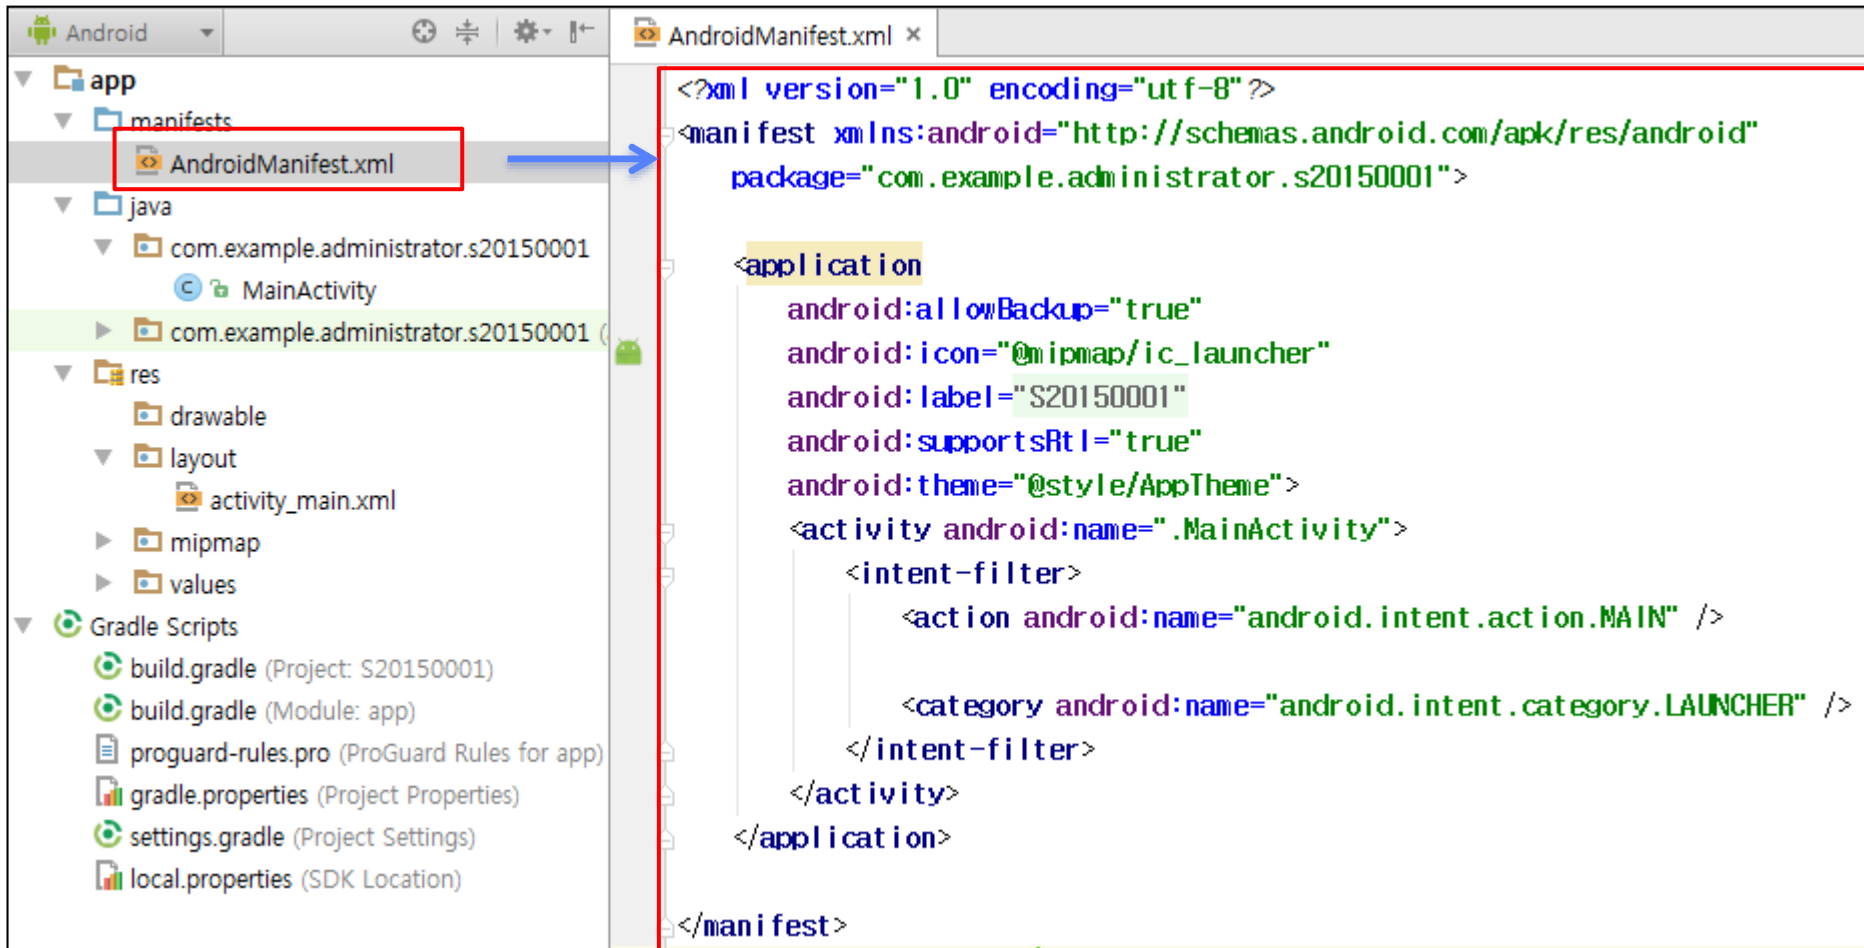 Android
app
manifests
AndroidManifest.xml
java
com.example.administrator.s20150001
MainActivity
com.example.administrator.s20150001 (
res
drawable
layout
activity_main.xml
mipmap
values
Gradle Scripts
build.gradle (Project: S20150001)
build.gradle (Module: app)
proguard-rules.pro (ProGuard Rules for app)
gradle.properties (Project Properties)
settings.gradle (Project Settings)
local.properties (SDK Location)
AndroidManifest.xml ×
<?xml version="1.0" encoding="utf-8"?>
<manifest xmlns:android="http://schemas.android.com/apk/res/android"
package="com.example.administrator.s20150001">
<application
android:allowBackup="true"
android:icon="@mipmap/ic_launcher"
android:label="S20150001"
android:supportsRtl="true"
android:theme="@style/AppTheme">
<activity android:name=".MainActivity">
<intent-filter>
<action android:name="android.intent.action.MAIN" />
<category android:name="android.intent.category.LAUNCHER" />
</intent-filter>
</activity>
</application>
</manifest>